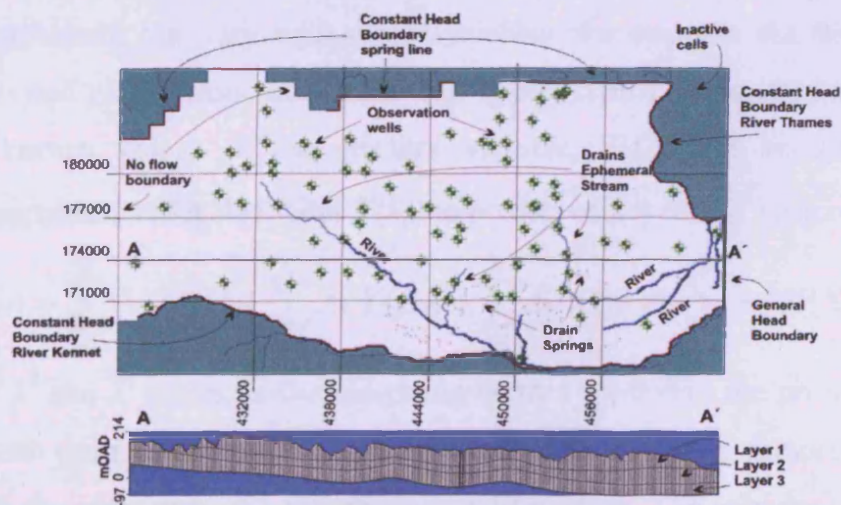 Constant Head
Boundary
spring line
Inactive
cells
Constant Head
Boundary
River Thames
Observation
wells
Drains
Ephemeral
Stream
No flow
boundary
180000
177000
174000
171000
A
A´
River
River
River
Drain
Springs
General
Head
Boundary
Constant Head
Boundary
River Kennet
432000
438000
444000
450000
456000
A
A´
214
mOAD
0
-97
Layer 1
Layer 2
Layer 3